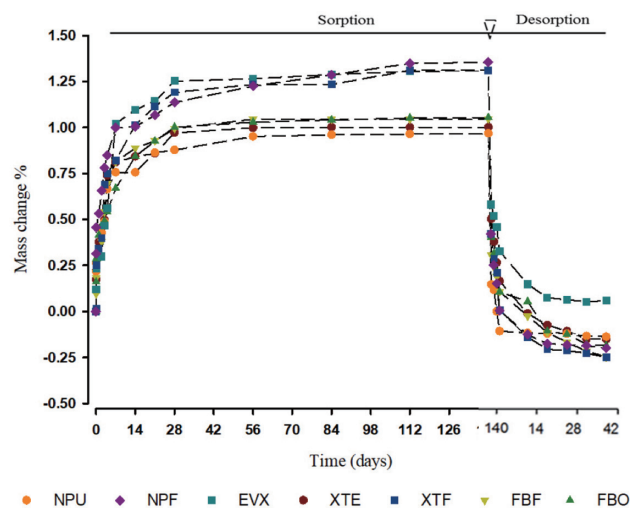 Sorption Desorption
1.50
1.25
1.00
0.75
0.50
0.25
0.00
-0.25
-0.50
Mass change %
0 14 28 42 56 70 84 98 112 126 140 14 28 42
Time (days)
NPU NPF EVX XTE XTF FBF FBO